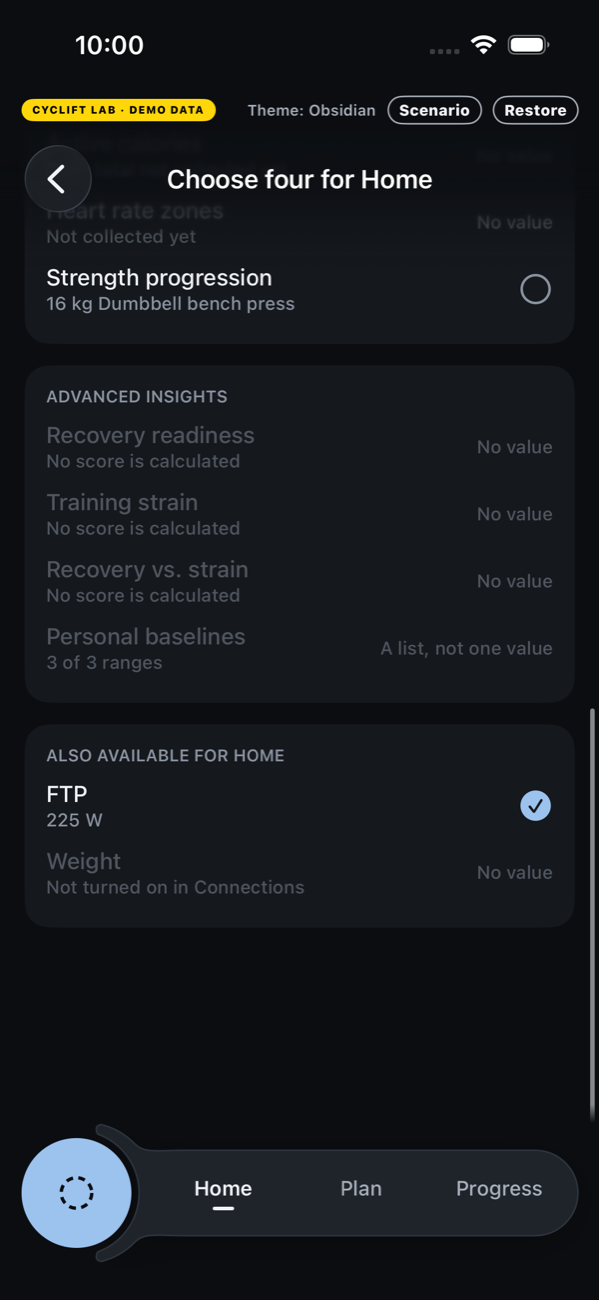 10:00
CYCLIFT LAB · DEMO DATA
Theme: Obsidian
Scenario
Restore
Choose four for Home
Heart rate zones
Not collected yet
No value
Strength progression
16 kg Dumbbell bench press
ADVANCED INSIGHTS
Recovery readiness
No score is calculated
No value
Training strain
No score is calculated
No value
Recovery vs. strain
No score is calculated
No value
Personal baselines
3 of 3 ranges
A list, not one value
ALSO AVAILABLE FOR HOME
FTP
225 W
Weight
Not turned on in Connections
No value
Home
Plan
Progress